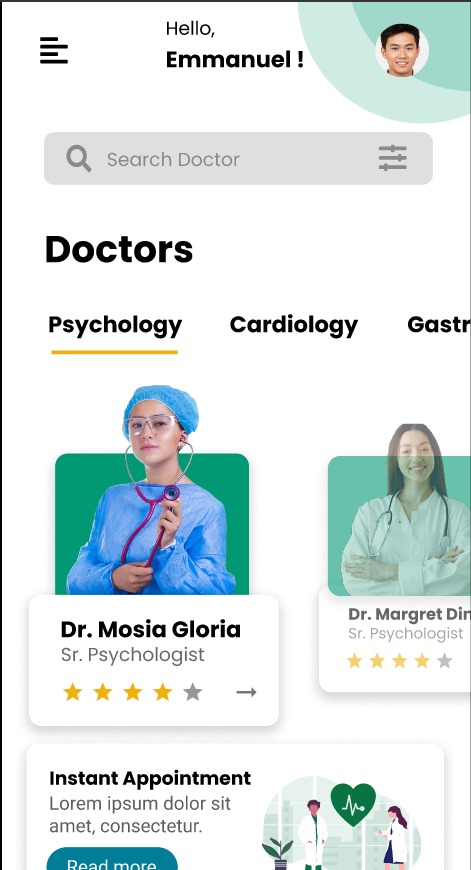 Hello,
Emmanuel !
Search Doctor
Doctors
Psychology Cardiology Gastr
Dr. Mosia Gloria
Sr. Psychologist
Dr. Margret Din
Sr. Psychologist
Instant Appointment
Lorem ipsum dolor sit
amet, consectetur.
Read more